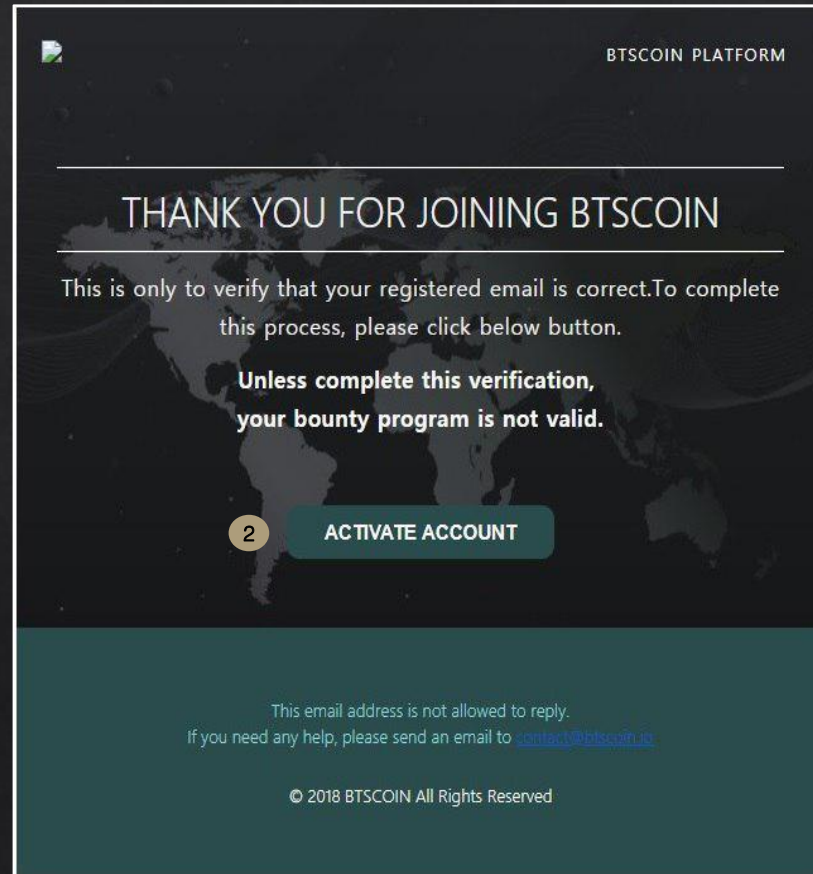 BTSCOIN PLATFORM
THANK YOU FOR JOINING BTSCOIN
This is only to verify that your registered email is correct.To complete
this process, please click below button.
Unless complete this verification,
your bounty program is not valid.
2 ACTIVATE ACCOUNT
This email address is not allowed to reply.
If you need any help, please send an email to contact@btscoin.io
© 2018 BTSCOIN All Rights Reserved